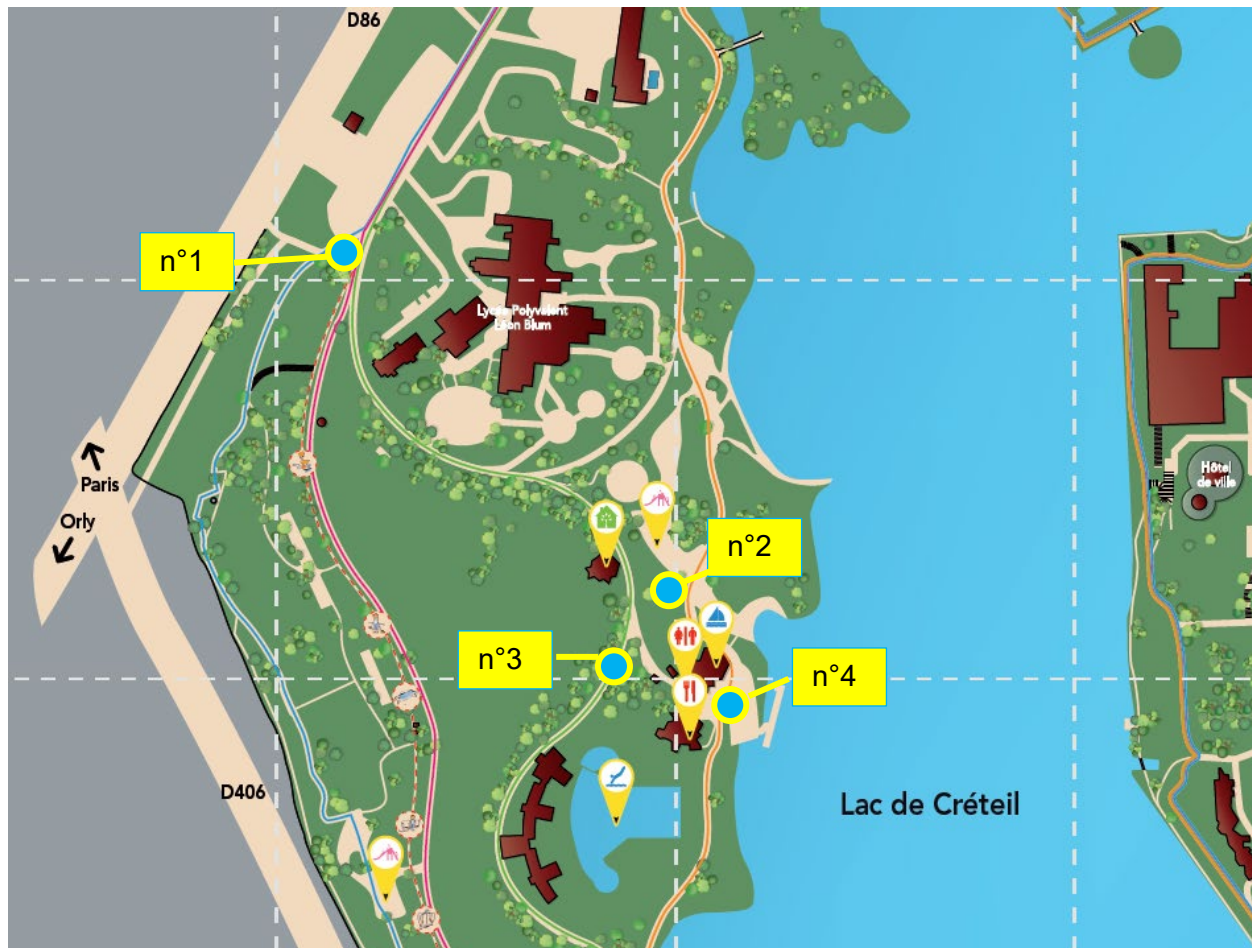 D86
n°1
Lycée Polyvalent
Léon Blum
Paris
Orly
Hôtel
de ville
n°2
n°3
n°4
D406
Lac de Créteil